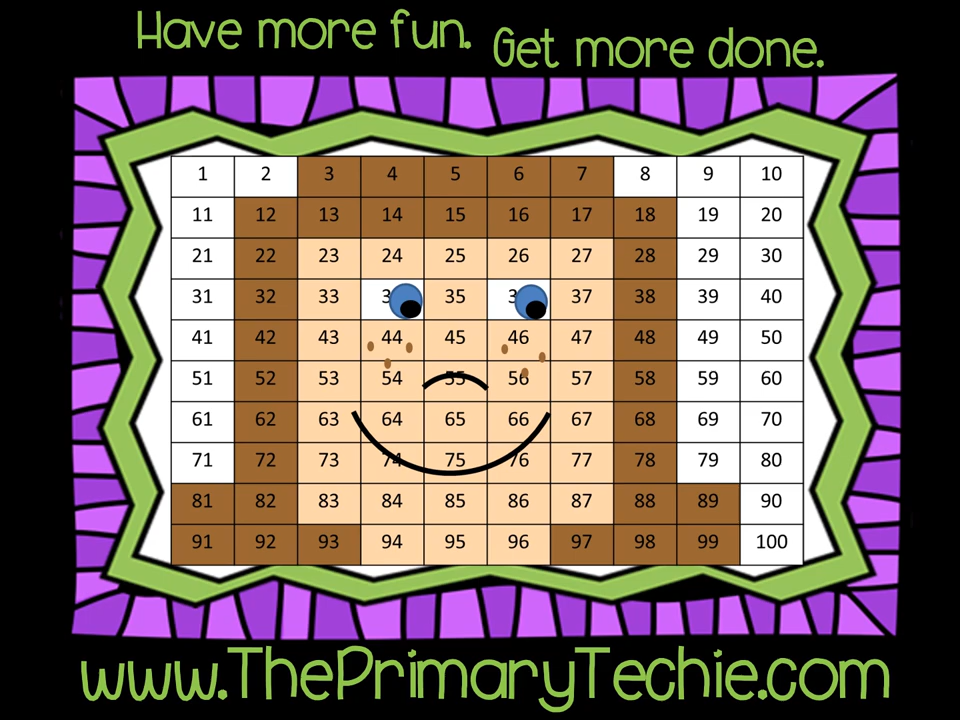 Have more fun. Get more done.
1 2 3 4 5 6 7 8 9 10
11 12 13 14 15 16 17 18 19 20
21 22 23 24 25 26 27 28 29 30
31 32 33 3 35 3 37 38 39 40
41 42 43 44 45 46 47 48 49 50
51 52 53 54 55 56 57 58 59 60
61 62 63 64 65 66 67 68 69 70
71 72 73 74 75 76 77 78 79 80
81 82 83 84 85 86 87 88 89 90
91 92 93 94 95 96 97 98 99 100
www.ThePrimaryTechie.com